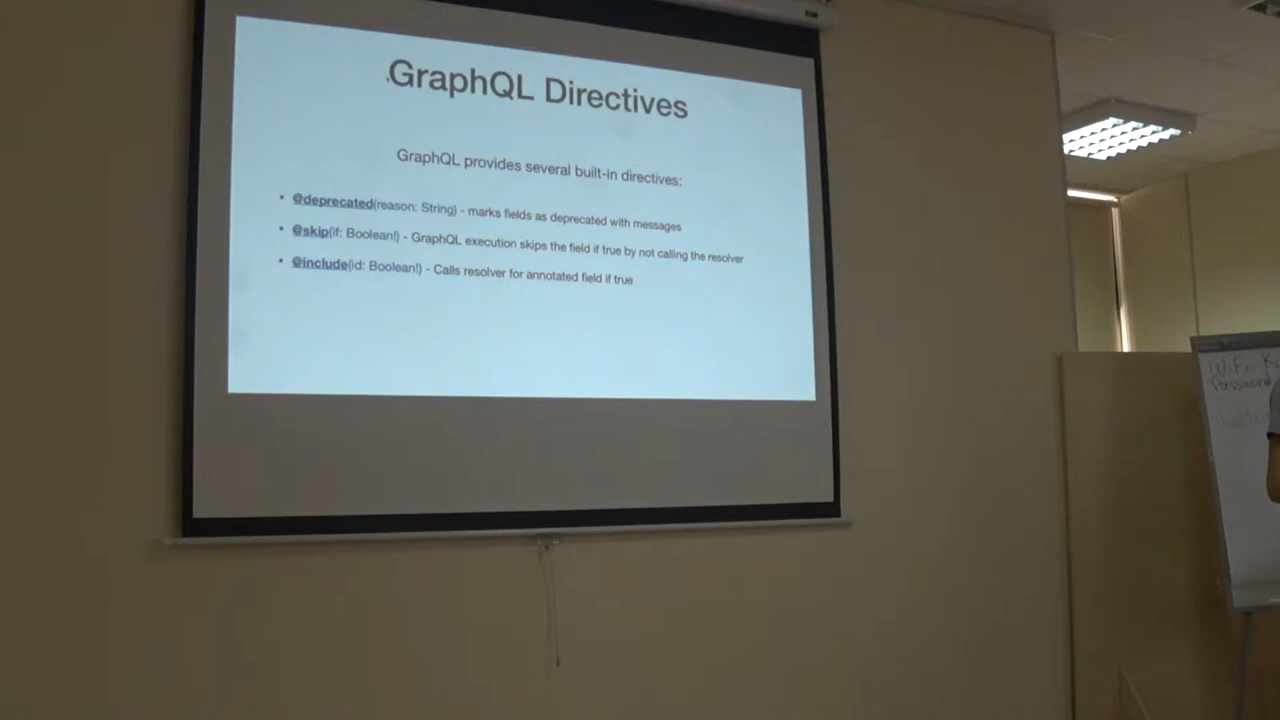 GraphQL Directives
GraphQL provides several built-in directives:
• @deprecated(reason: String) - marks fields as deprecated with messages
• @skip(if: Boolean!) - GraphQL execution skips the field if true by not calling the resolver
• @include(id: Boolean!) - Calls resolver for annotated field if true
WiFi
Password